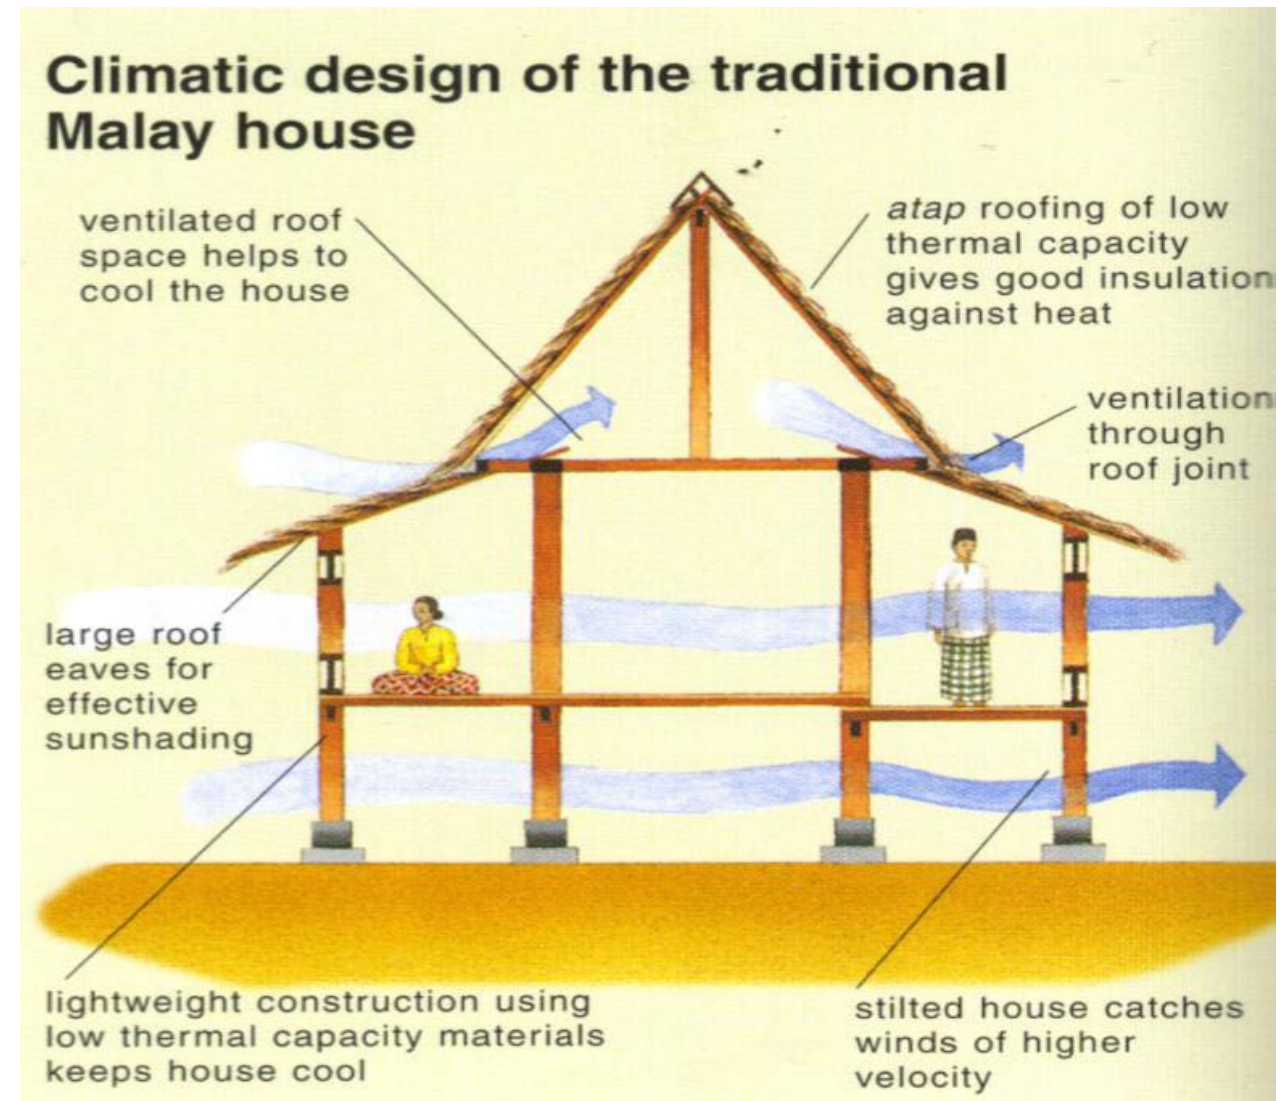 Climatic design of the traditional
Malay house
ventilated roof
space helps to
cool the house
atap roofing of low
thermal capacity
gives good insulation
against heat
ventilation
through
roof joint
large roof
eaves for
effective
sunshading
lightweight construction using
low thermal capacity materials
keeps house cool
stilted house catches
winds of higher
velocity